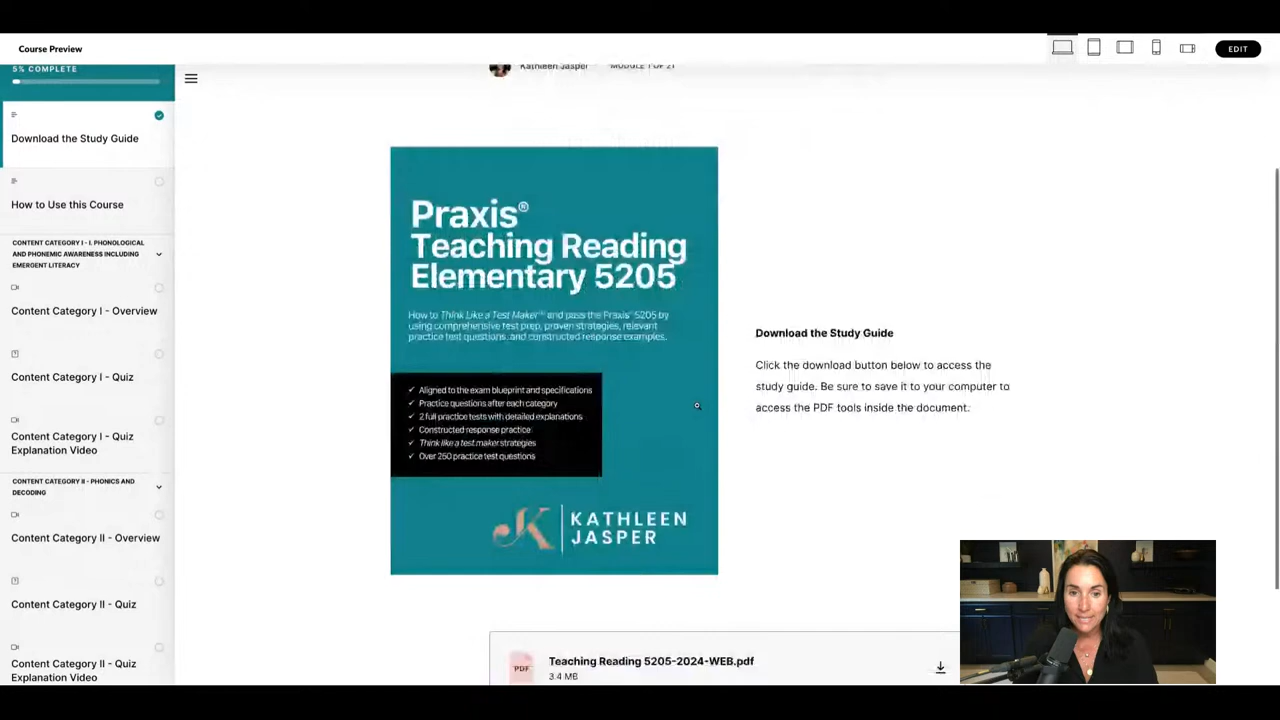 Course Preview
EDIT
5% COMPLETE
Kathleen Jasper
MODULE 1 OF 21
Download the Study Guide
How to Use this Course
CONTENT CATEGORY I - I. PHONOLOGICAL
AND PHONEMIC AWARENESS INCLUDING
EMERGENT LITERACY
Content Category I - Overview
Content Category I - Quiz
Content Category I - Quiz
Explanation Video
CONTENT CATEGORY II - PHONICS AND
DECODING
Content Category II - Overview
Content Category II - Quiz
Content Category II - Quiz
Explanation Video
Praxis®
Teaching Reading
Elementary 5205
How to Think Like a Test Maker™ and pass the Praxis® 5205 by
using comprehensive test prep, proven strategies, relevant
practice test questions, and constructed response examples.
✓ Aligned to the exam blueprint and specifications
✓ Practice questions after each category
✓ 2 full practice tests with detailed explanations
✓ Constructed response practice
✓ Think like a test maker strategies
✓ Over 250 practice test questions
JK
KATHLEEN
JASPER
Download the Study Guide
Click the download button below to access the
study guide. Be sure to save it to your computer to
access the PDF tools inside the document.
PDF
Teaching Reading 5205-2024-WEB.pdf
3.4 MB